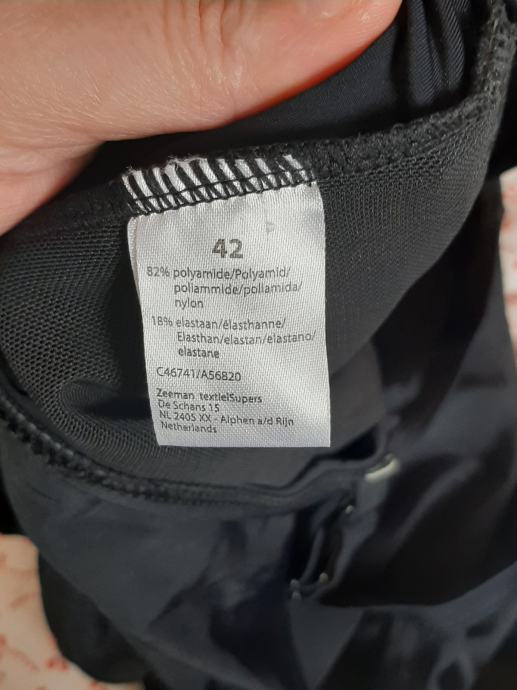 42
82% polyamide/Polyamid/
poliammide/poliamida/
nylon
18% elastaan/élasthanne/
Elasthan/elastan/elastano/
elastane
C46741/A56820
Zeeman textielSupers
De Schans 15
NL 2405 XX - Alphen a/d Rijn
Netherlands